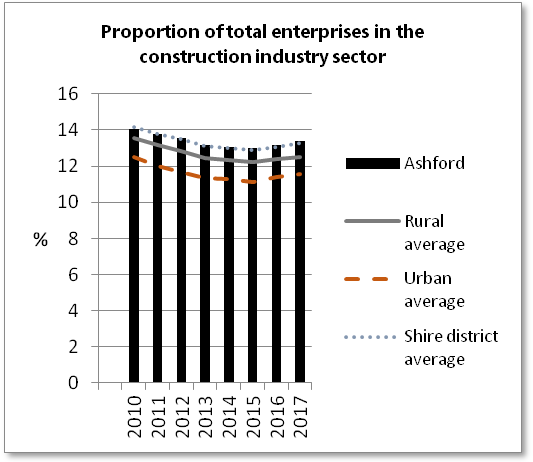 Proportion of total enterprises in the
construction industry sector
16
14
12
10
8
6
4
2
0
%
2010
2011
2012
2013
2014
2015
2016
2017
Ashford
Rural
average
Urban
average
Shire district
average